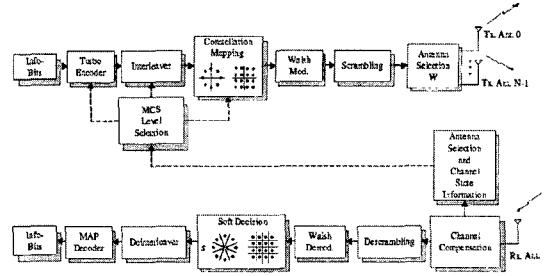 Info-
Bits
Turbo
Encoder
Interleaver
Constellation
Mapping
Walsh
Mod.
Scrambling
Antenna
Selection
W
Tx. Ant. 0
Tx. Ant. N-1
MCS
Level
Selection
Antenna
Selection
and
Channel
State
Information
Info-
Bits
MAP
Decoder
Deinterleaver
Soft Decision
S
Walsh
Demod.
Descrambling
Channel
Compensation
Rx. Ant.